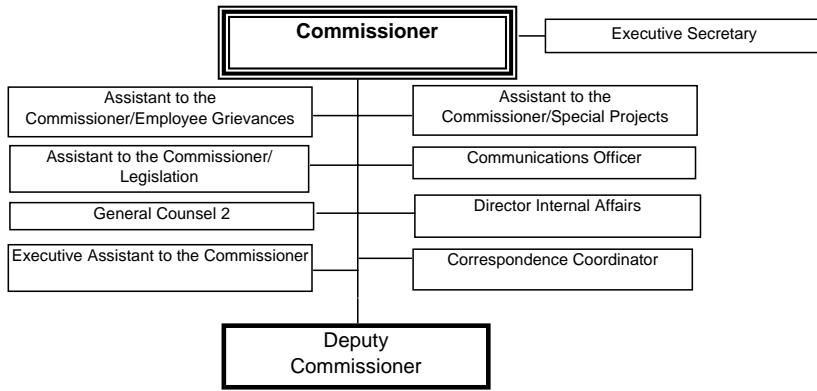 Commissioner
Executive Secretary
Assistant to the
Commissioner/Employee Grievances
Assistant to the
Commissioner/Special Projects
Assistant to the Commissioner/
Legislation
Communications Officer
General Counsel 2
Director Internal Affairs
Executive Assistant to the Commissioner
Correspondence Coordinator
Deputy
Commissioner